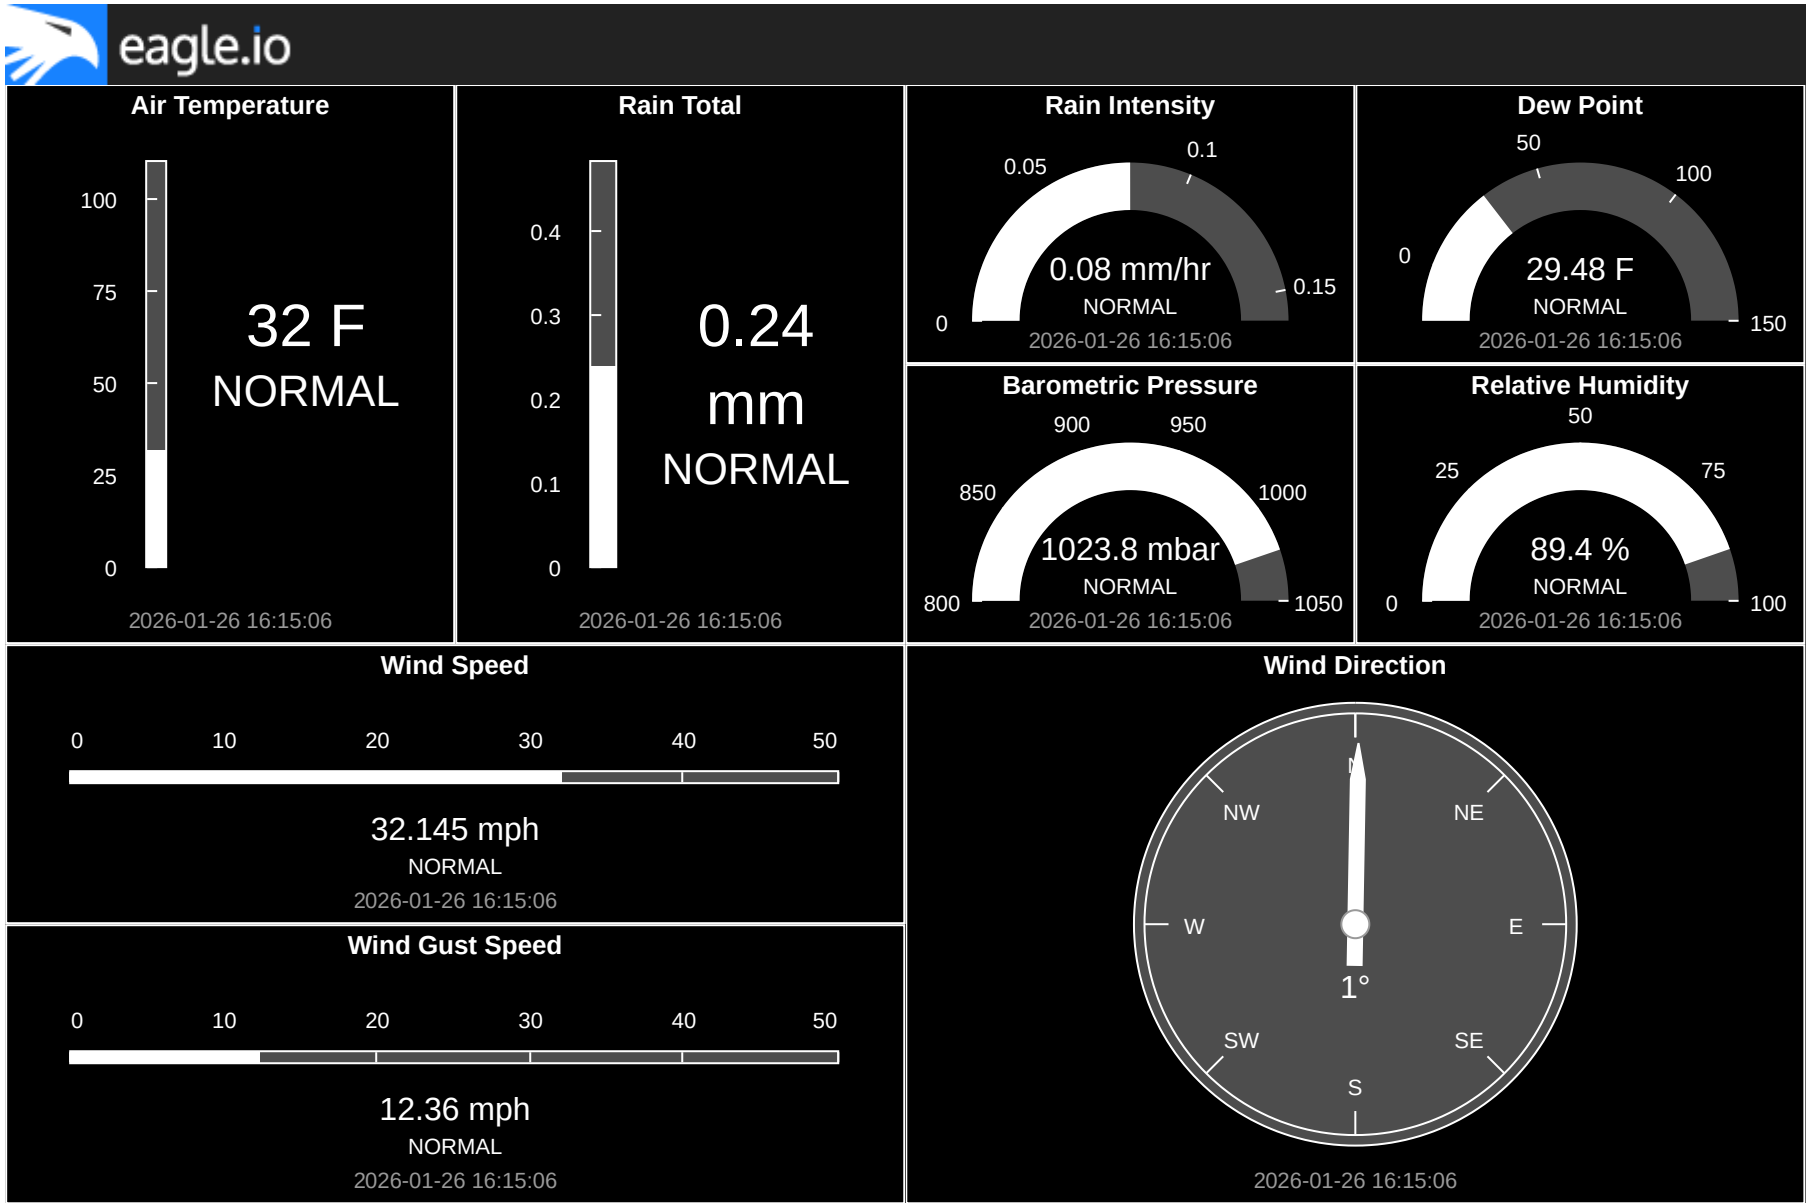 eagle.io
Air Temperature
100
75
50
25
0
32 F
NORMAL
2026-01-26 16:15:06
Rain Total
0.4
0.3
0.2
0.1
0
0.24
mm
NORMAL
2026-01-26 16:15:06
Rain Intensity
0
0.05
0.1
0.15
0.08 mm/hr
NORMAL
2026-01-26 16:15:06
Dew Point
0
50
100
150
29.48 F
NORMAL
2026-01-26 16:15:06
Barometric Pressure
800
850
900
950
1000
1050
1023.8 mbar
NORMAL
2026-01-26 16:15:06
Relative Humidity
0
25
50
75
100
89.4 %
NORMAL
2026-01-26 16:15:06
Wind Speed
0 10 20 30 40 50
32.145 mph
NORMAL
2026-01-26 16:15:06
Wind Gust Speed
0 10 20 30 40 50
12.36 mph
NORMAL
2026-01-26 16:15:06
Wind Direction
N
NW NE
W E
1°
SW SE
S
2026-01-26 16:15:06